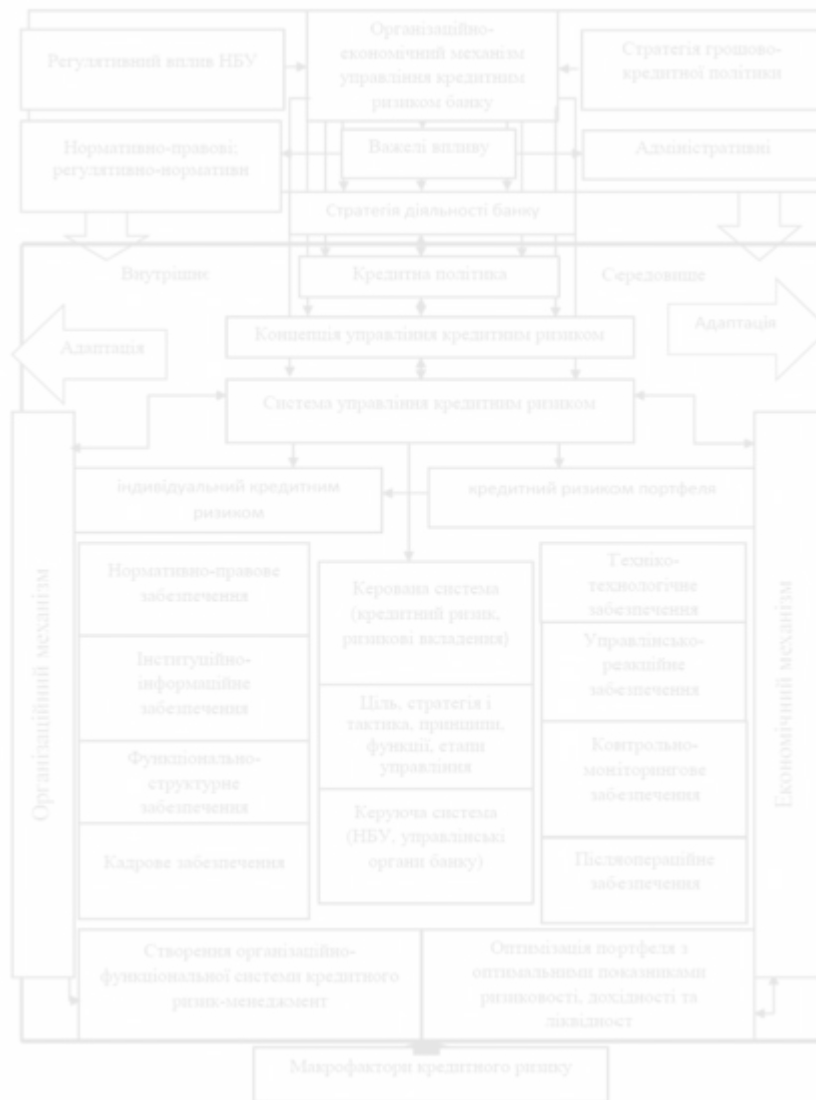 Організаційно-
економічний механізм
управління кредитним
ризиком банку
Регулятивний вплив НБУ
Стратегія грошово-
кредитної політики
Нормативно-правові;
регулятивно-нормативн
Важелі впливу
Адміністративні
Стратегія діяльності банку
Внутрішнє
Кредитна політика
Середовище
Адаптація
Концепція управління кредитним ризиком
Адаптація
Система управління кредитним ризиком
індивідуальний кредитним
ризиком
кредитний ризиком портфеля
Організаційний механізм
Нормативно-правове
забезпечення
Інституційно-
інформаційне
забезпечення
Функціонально-
структурне
забезпечення
Кадрове забезпечення
Керована система
(кредитний ризик,
ризикові вкладення)
Ціль, стратегія і
тактика, принципи,
функції, етапи
управління
Керуюча система
(НБУ, управлінські
органи банку)
Техніко-
технологічне
забезпечення
Управлінсько-
реакційне
забезпечення
Контрольно-
моніторингове
забезпечення
Післяопераційне
забезпечення
Економічний механізм
Створення організаційно-
функціональної системи кредитного
ризик-менеджмент
Оптимізація портфеля з
оптимальними показниками
ризиковості, дохідності та
ліквідност
Макрофактори кредитного ризику